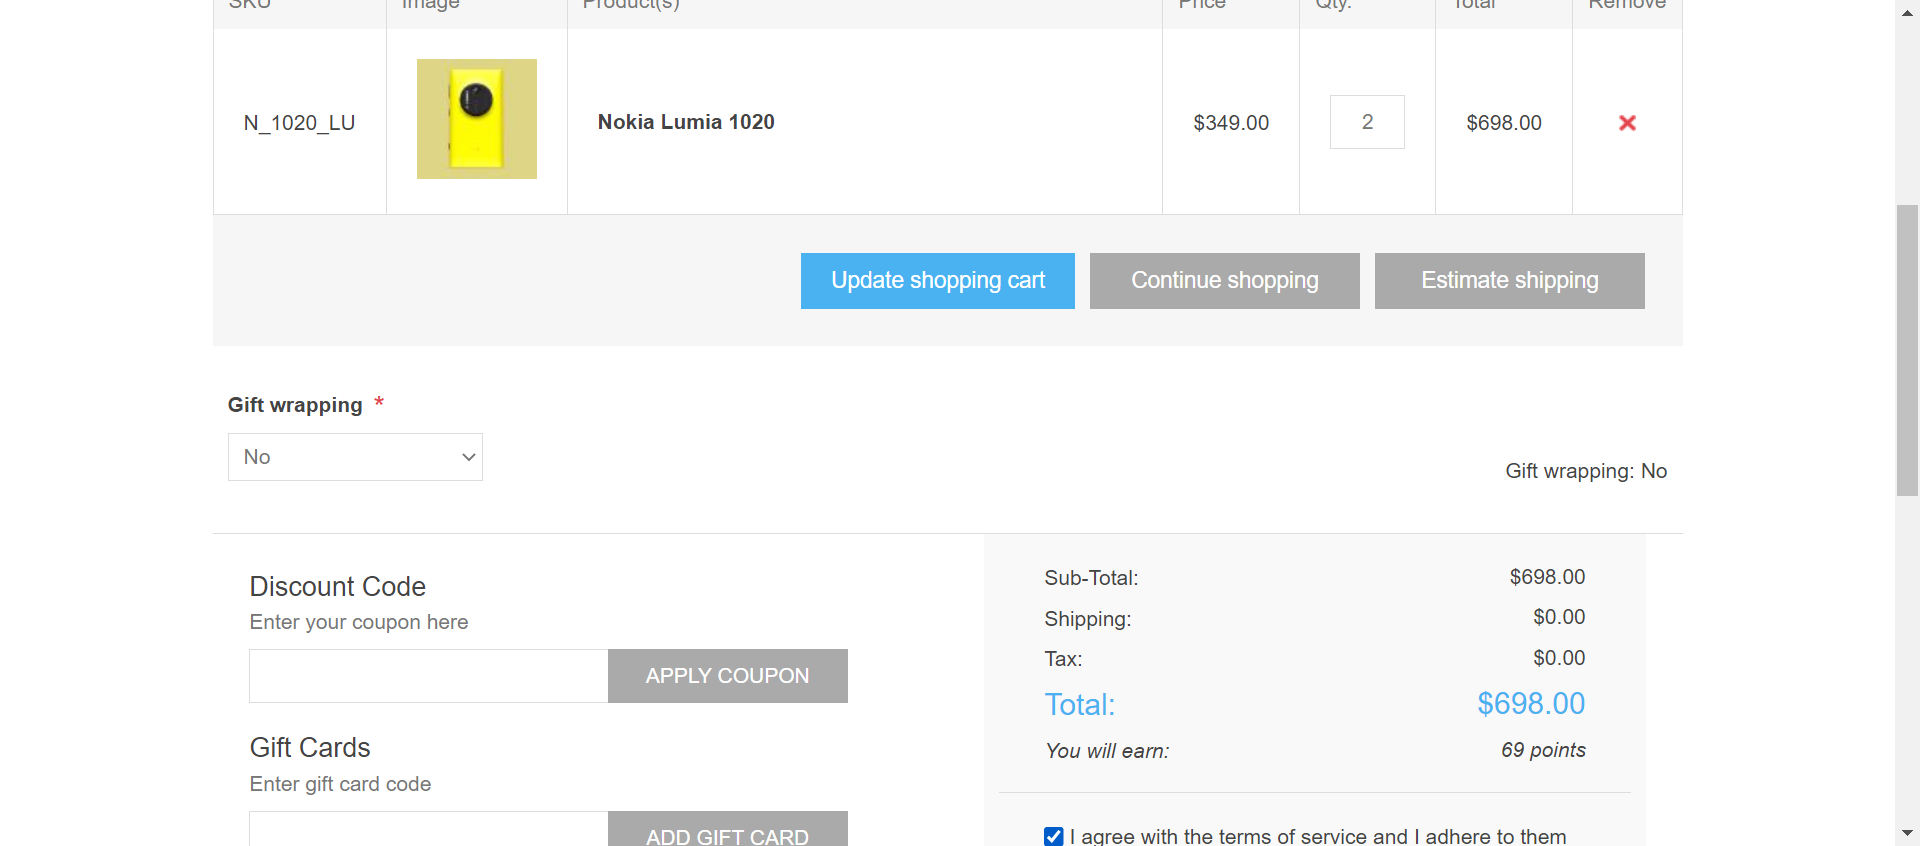 SKU Image Product(s) Price Qty. Total Remove
N_1020_LU Nokia Lumia 1020 $349.00 2 $698.00
Update shopping cart Continue shopping Estimate shipping
Gift wrapping *
No
Gift wrapping: No
Discount Code
Enter your coupon here
APPLY COUPON
Gift Cards
Enter gift card code
ADD GIFT CARD
Sub-Total: $698.00
Shipping: $0.00
Tax: $0.00
Total: $698.00
You will earn: 69 points
I agree with the terms of service and I adhere to them